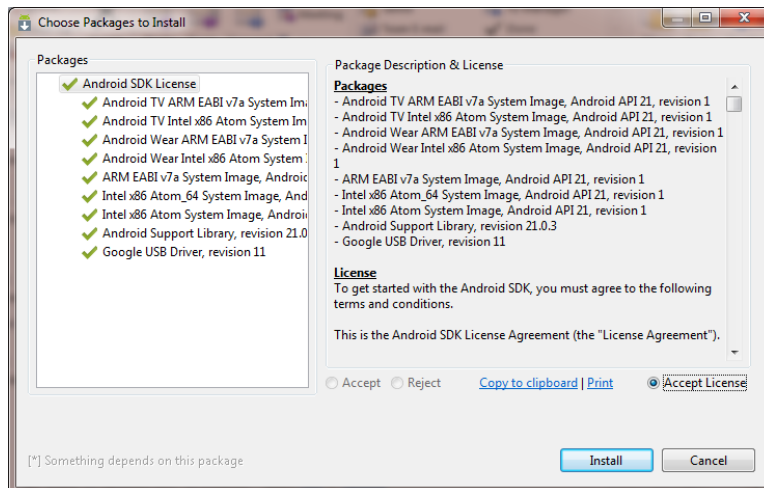 Choose Packages to Install
Packages
Android SDK License
Android TV ARM EABI v7a System Ima
Android TV Intel x86 Atom System Im
Android Wear ARM EABI v7a System I
Android Wear Intel x86 Atom System
ARM EABI v7a System Image, Android
Intel x86 Atom_64 System Image, And
Intel x86 Atom System Image, Androi
Android Support Library, revision 21.0
Google USB Driver, revision 11
Package Description & License
Packages
- Android TV ARM EABI v7a System Image, Android API 21, revision 1
- Android TV Intel x86 Atom System Image, Android API 21, revision 1
- Android Wear ARM EABI v7a System Image, Android API 21, revision 1
- Android Wear Intel x86 Atom System Image, Android API 21, revision
1
- ARM EABI v7a System Image, Android API 21, revision 1
- Intel x86 Atom_64 System Image, Android API 21, revision 1
- Intel x86 Atom System Image, Android API 21, revision 1
- Android Support Library, revision 21.0.3
- Google USB Driver, revision 11
License
To get started with the Android SDK, you must agree to the following
terms and conditions.
This is the Android SDK License Agreement (the "License Agreement").
Accept Reject Copy to clipboard | Print Accept License
[*] Something depends on this package
Install Cancel